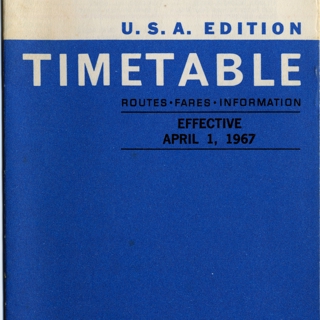 U.S.A. EDITION
TIMETABLE
ROUTES • FARES • INFORMATION
EFFECTIVE
APRIL 1, 1967